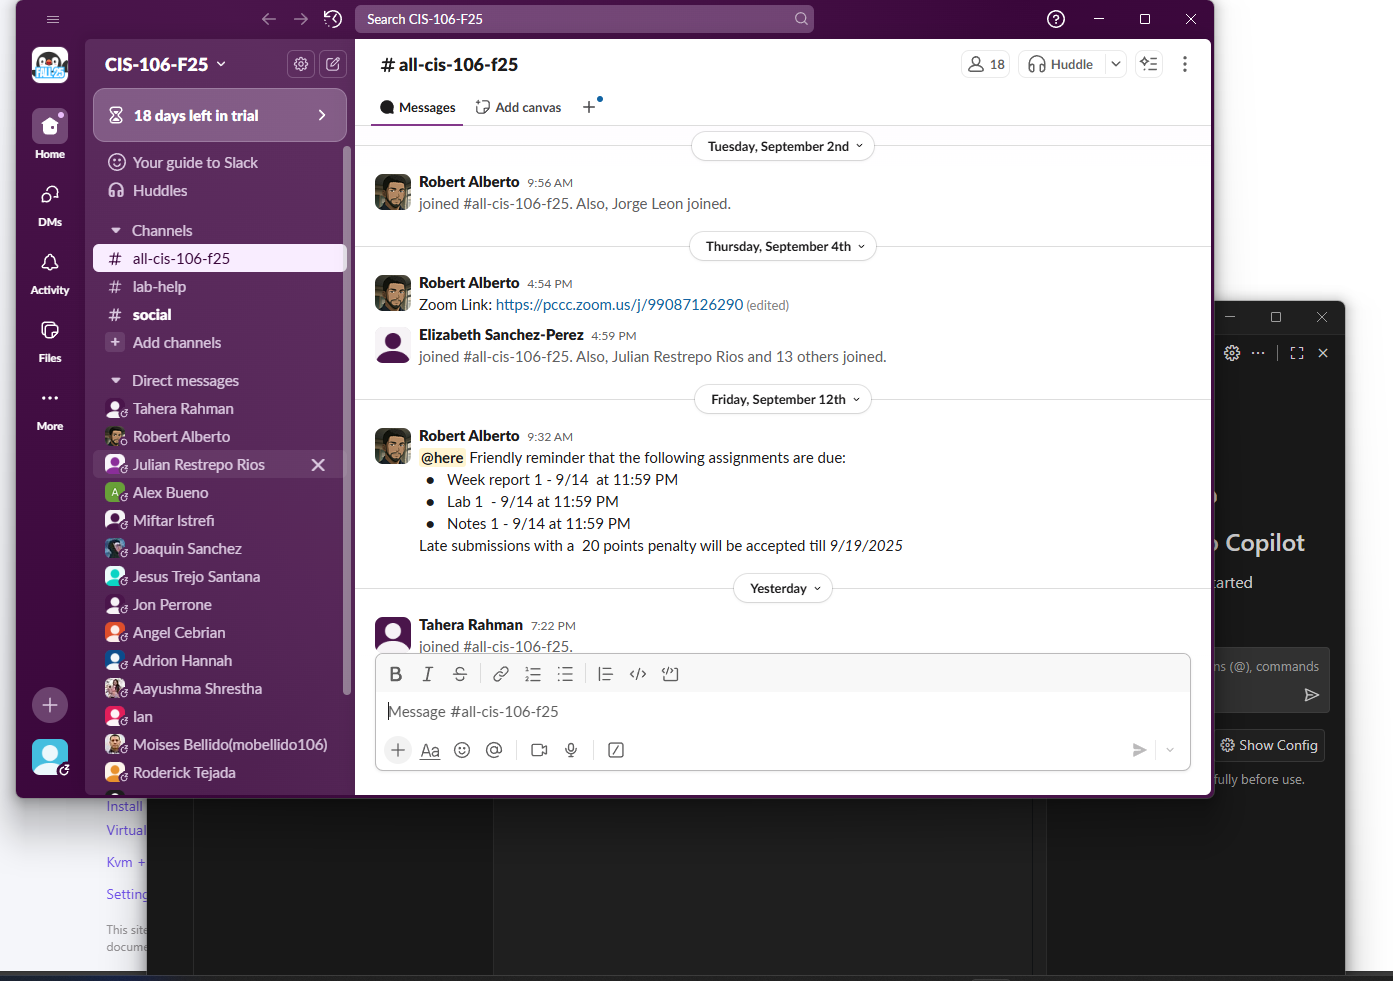 Search CIS-106-F25
FALL-25
CIS-106-F25
18 days left in trial
Home
DMs
Activity
Files
More
Your guide to Slack
Huddles
Channels
# all-cis-106-f25
# lab-help
# social
+ Add channels
Direct messages
Tahera Rahman
Robert Alberto
Julian Restrepo Rios
A Alex Bueno
Miftar Istrefi
Joaquin Sanchez
Jesus Trejo Santana
Jon Perrone
Angel Cebrian
Adrion Hannah
Aayushma Shrestha
Ian
Moises Bellido(mobellido106)
Roderick Tejada
# all-cis-106-f25
18
Huddle
Messages
Add canvas
Tuesday, September 2nd
Robert Alberto 9:56 AM
joined #all-cis-106-f25. Also, Jorge Leon joined.
Thursday, September 4th
Robert Alberto 4:54 PM
Zoom Link: https://pccc.zoom.us/j/99087126290 (edited)
Elizabeth Sanchez-Perez 4:59 PM
joined #all-cis-106-f25. Also, Julian Restrepo Rios and 13 others joined.
Friday, September 12th
Robert Alberto 9:32 AM
@here Friendly reminder that the following assignments are due:
● Week report 1 - 9/14 at 11:59 PM
● Lab 1 - 9/14 at 11:59 PM
● Notes 1 - 9/14 at 11:59 PM
Late submissions with a 20 points penalty will be accepted till 9/19/2025
Yesterday
Tahera Rahman 7:22 PM
joined #all-cis-106-f25.
Message #all-cis-106-f25
Aa
Copilot
tarted
ns (@), commands
Show Config
fully before use.
Install
Virtual
Kvm +
Setting
This site
docume